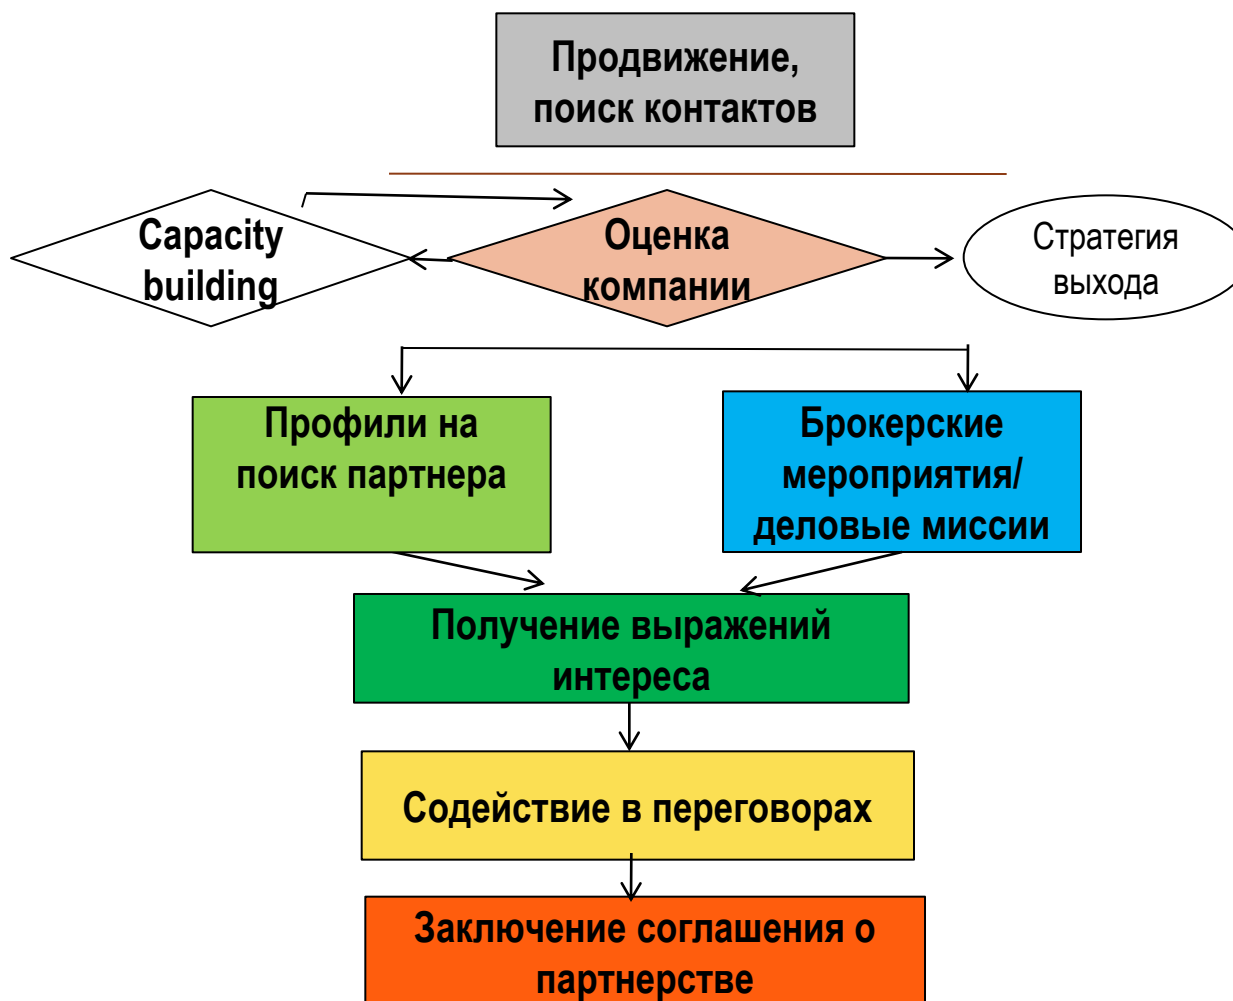 Продвижение,
поиск контактов
Capacity
building
Оценка
компании
Стратегия
выхода
Профили на
поиск партнера
Брокерские
мероприятия/
деловые миссии
Получение выражений
интереса
Содействие в переговорах
Заключение соглашения о
партнерстве